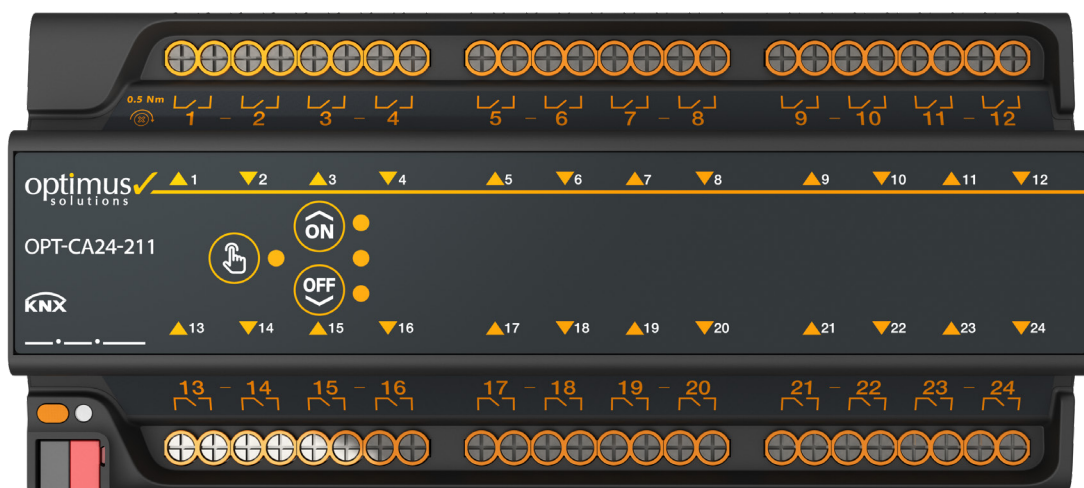 0.5 Nm
1 - 2 3 - 4 5 - 6 7 - 8 9 - 10 11 - 12
optimus
solutions
1 2 3 4 5 6 7 8 9 10 11 12
ON
OPT-CA24-211
OFF
KNX
13 14 15 16 17 18 19 20 21 22 23 24
13 - 14 15 - 16 17 - 18 19 - 20 21 - 22 23 - 24